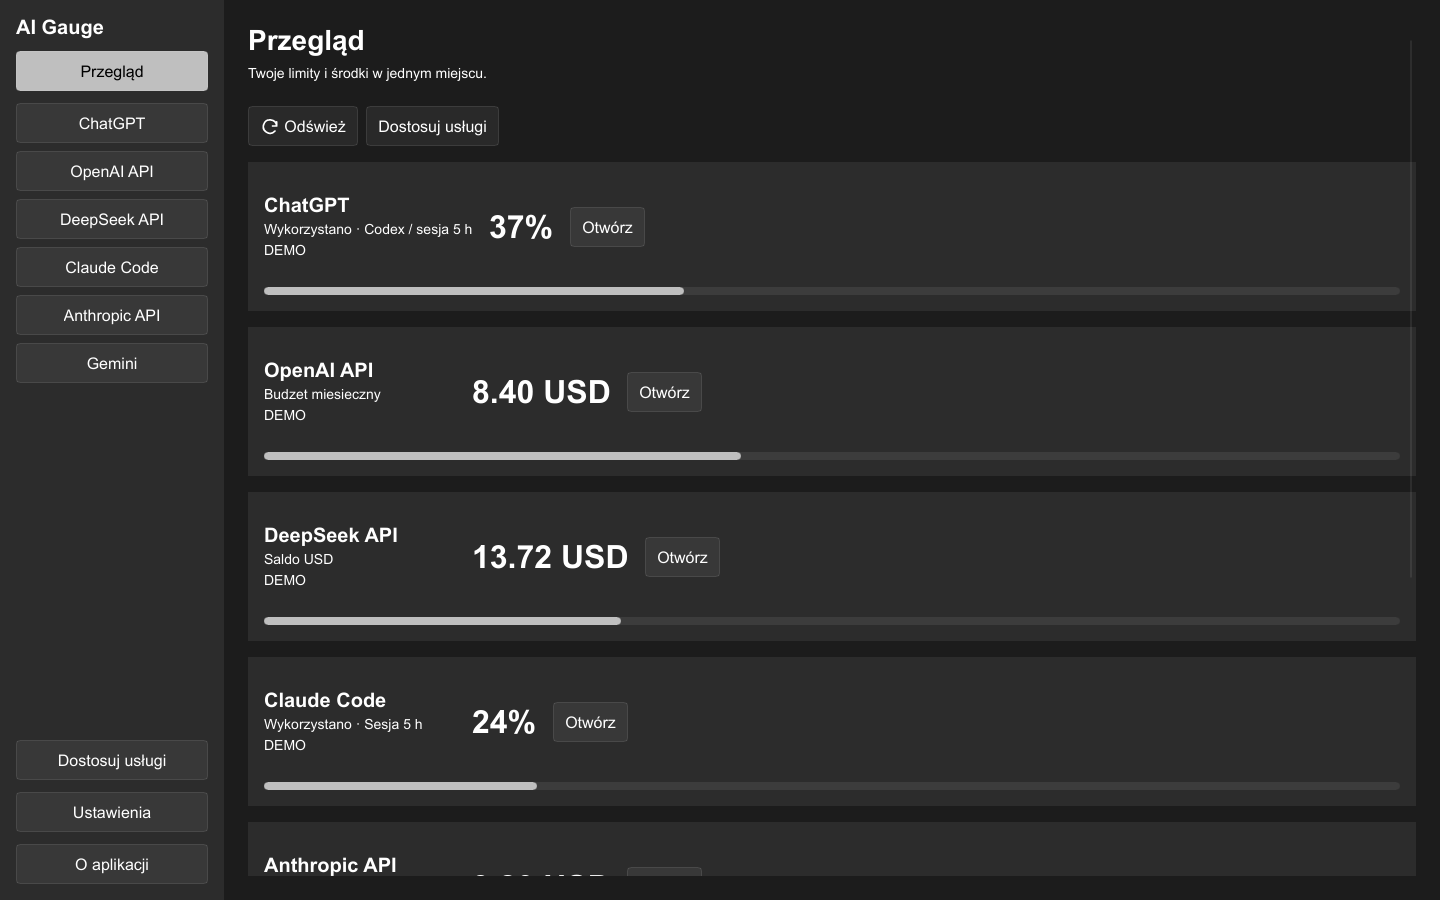 AI Gauge
Przegląd
ChatGPT
OpenAI API
DeepSeek API
Claude Code
Anthropic API
Gemini
Dostosuj usługi
Ustawienia
O aplikacji
Przegląd
Twoje limity i środki w jednym miejscu.
Odśwież
Dostosuj usługi
ChatGPT
Wykorzystano · Codex / sesja 5 h
DEMO
37%
Otwórz
OpenAI API
Budzet miesieczny
DEMO
8.40 USD
Otwórz
DeepSeek API
Saldo USD
DEMO
13.72 USD
Otwórz
Claude Code
Wykorzystano · Sesja 5 h
DEMO
24%
Otwórz
Anthropic API